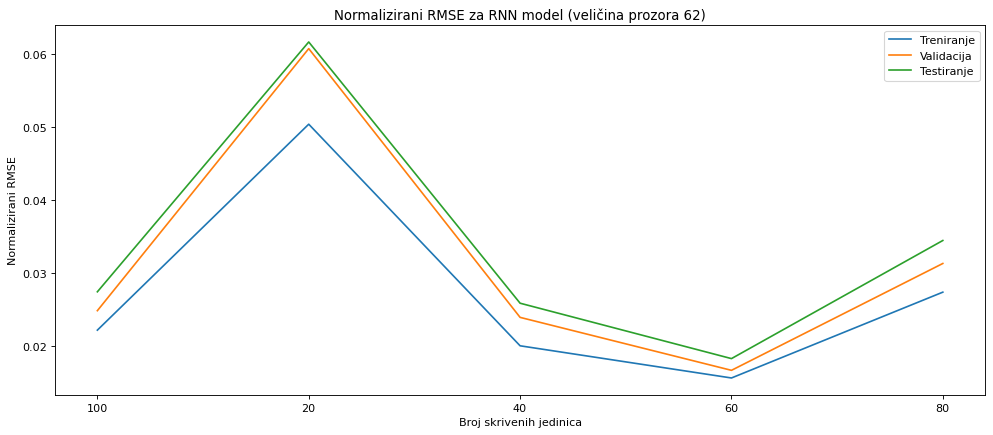 Normalizirani RMSE za RNN model (veličina prozora 62)
Treniranje
Validacija
Testiranje
Normalizirani RMSE
0.06
0.05
0.04
0.03
0.02
100 20 40 60 80
Broj skrivenih jedinica